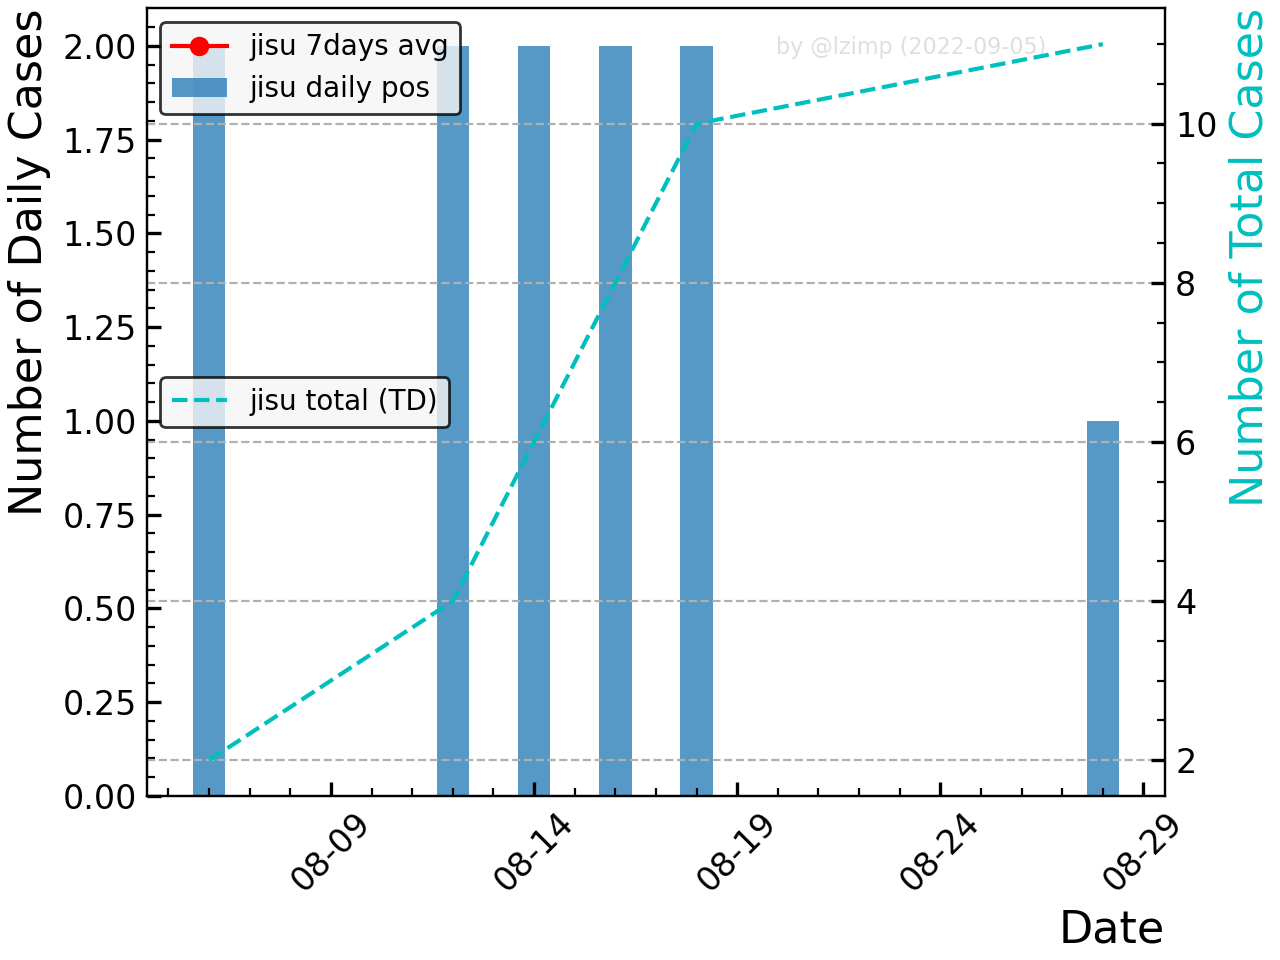 jisu 7days avg
jisu daily pos
by @lzimp (2022-09-05)
jisu total (TD)
Number of Daily Cases
2.00
1.75
1.50
1.25
1.00
0.75
0.50
0.25
0.00
Number of Total Cases
10
8
6
4
2
08-09
08-14
08-19
08-24
08-29
Date